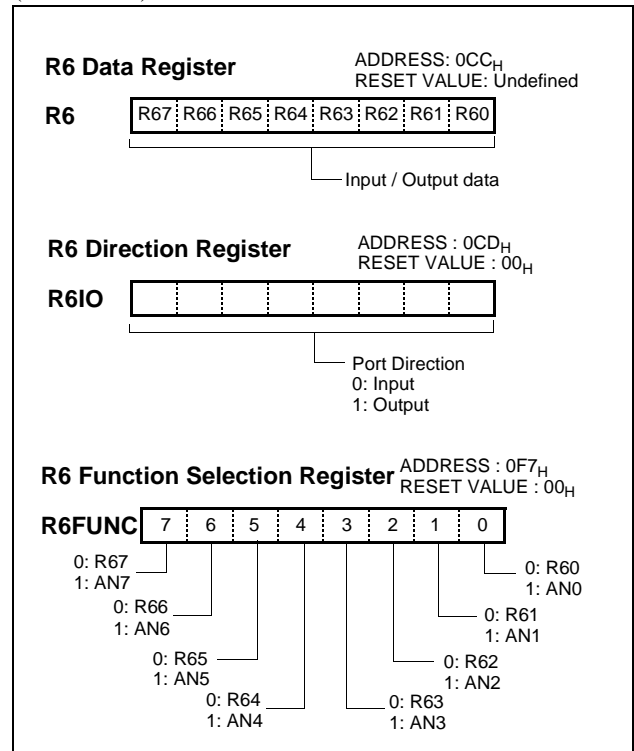 R6 Data Register
ADDRESS: 0CCH
RESET VALUE: Undefined
R6
R67 R66 R65 R64 R63 R62 R61 R60
Input / Output data
R6 Direction Register
ADDRESS : 0CDH
RESET VALUE : 00H
R6IO
Port Direction
0: Input
1: Output
R6 Function Selection Register
ADDRESS : 0F7H
RESET VALUE : 00H
R6FUNC
7 6 5 4 3 2 1 0
0: R67
1: AN7
0: R60
1: AN0
0: R66
1: AN6
0: R61
1: AN1
0: R65
1: AN5
0: R62
1: AN2
0: R64
1: AN4
0: R63
1: AN3